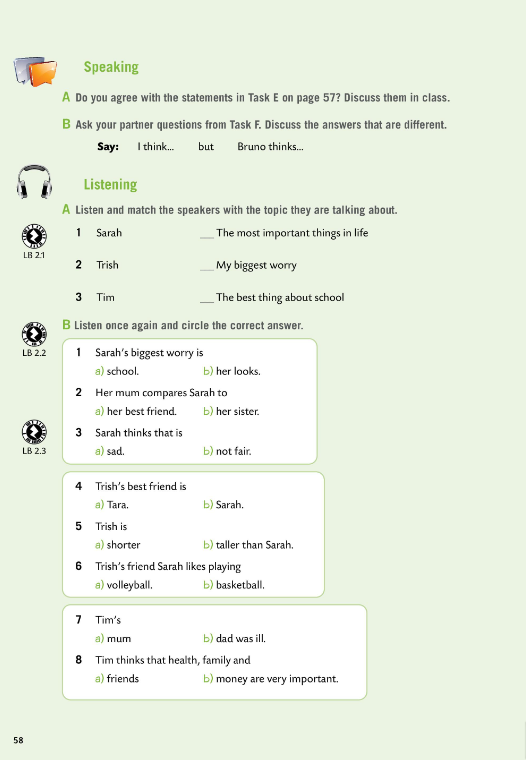 Speaking
A Do you agree with the statements in Task E on page 57? Discuss them in class.
B Ask your partner questions from Task F. Discuss the answers that are different.
Say: I think... but Bruno thinks...
Listening
A Listen and match the speakers with the topic they are talking about.
1 Sarah __ The most important things in life
LB 2.1
2 Trish __ My biggest worry
3 Tim __ The best thing about school
B Listen once again and circle the correct answer.
LB 2.2
1 Sarah's biggest worry is
a) school. b) her looks.
2 Her mum compares Sarah to
a) her best friend. b) her sister.
3 Sarah thinks that is
LB 2.3
a) sad. b) not fair.
4 Trish's best friend is
a) Tara. b) Sarah.
5 Trish is
a) shorter b) taller than Sarah.
6 Trish's friend Sarah likes playing
a) volleyball. b) basketball.
7 Tim's
a) mum b) dad was ill.
8 Tim thinks that health, family and
a) friends b) money are very important.
58